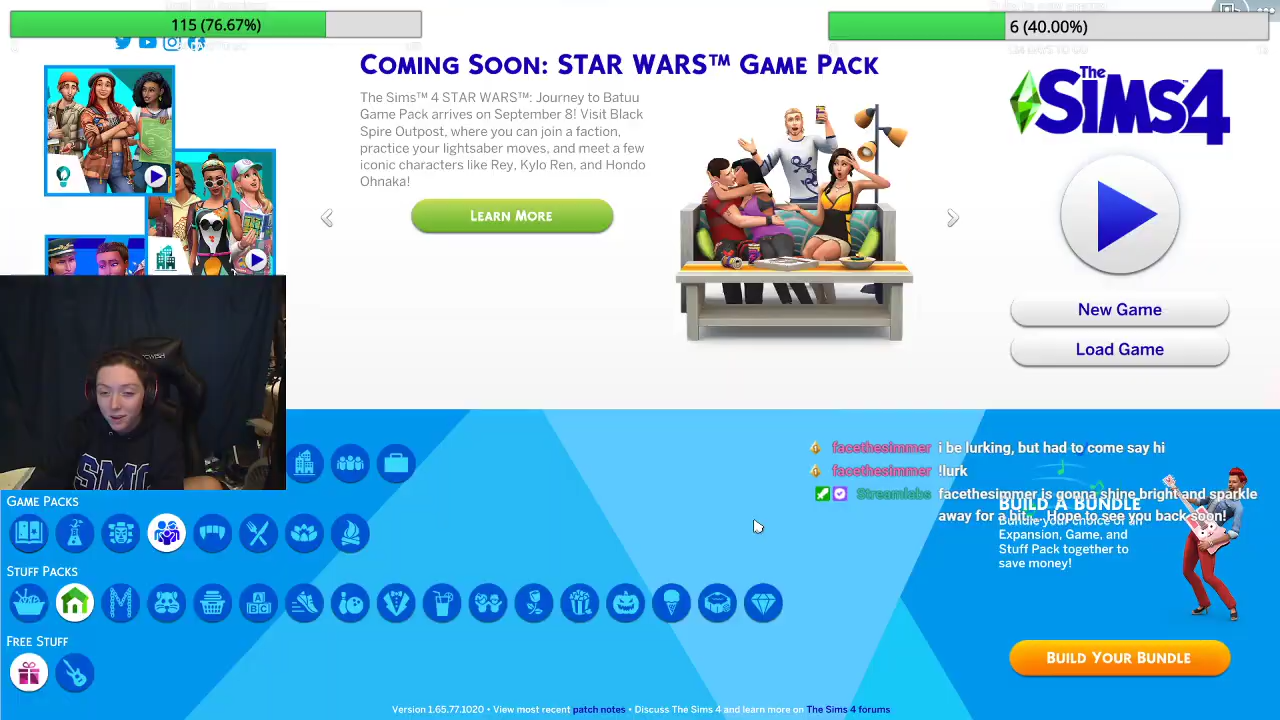 115 (76.67%)
6 (40.00%)
COMING SOON: STAR WARS™ GAME PACK
The Sims™ 4 STAR WARS™: Journey to Batuu
Game Pack arrives on September 8! Visit Black
Spire Outpost, where you can join a faction,
practice your lightsaber moves, and meet a few
iconic characters like Rey, Kylo Ren, and Hondo
Ohnaka!
LEARN MORE
The SIMS 4
New Game
Load Game
SMC
facethesimmer i be lurking, but had to come say hi
facethesimmer !lurk
Streamlabs facethesimmer is gonna shine bright and sparkle
away for a bit... Hope to see you back soon!
BUILD A BUNDLE
Bundle your choice of an
Expansion, Game, and
Stuff Pack together to
save money!
BUILD YOUR BUNDLE
GAME PACKS
STUFF PACKS
FREE STUFF
Version 1.65.77.1020 • View most recent patch notes • Discuss The Sims 4 and learn more on The Sims 4 forums